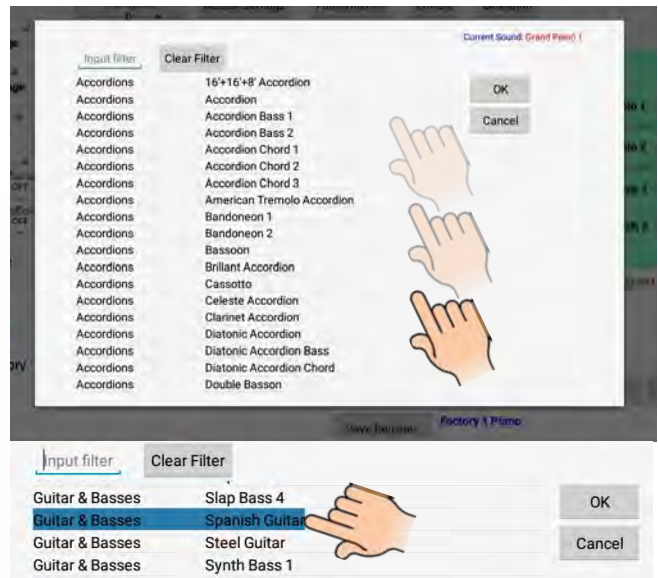 Current Sound: Grand Piano 1
Input filter
Clear Filter
Accordions 16'+16'+8' Accordion
OK
Accordions Accordion
Accordions Accordion Bass 1
Cancel
Accordions Accordion Bass 2
Accordions Accordion Chord 1
Accordions Accordion Chord 2
Accordions Accordion Chord 3
Accordions American Tremolo Accordion
Accordions Bandoneon 1
Accordions Bandoneon 2
Accordions Bassoon
Accordions Brillant Accordion
Accordions Cassotto
Accordions Celeste Accordion
Accordions Clarinet Accordion
Accordions Diatonic Accordion
Accordions Diatonic Accordion Bass
Accordions Diatonic Accordion Chord
Accordions Double Basson
Factory 1 Piano
Input filter
Clear Filter
Guitar & Basses Slap Bass 4
OK
Guitar & Basses Spanish Guitar
Guitar & Basses Steel Guitar
Cancel
Guitar & Basses Synth Bass 1